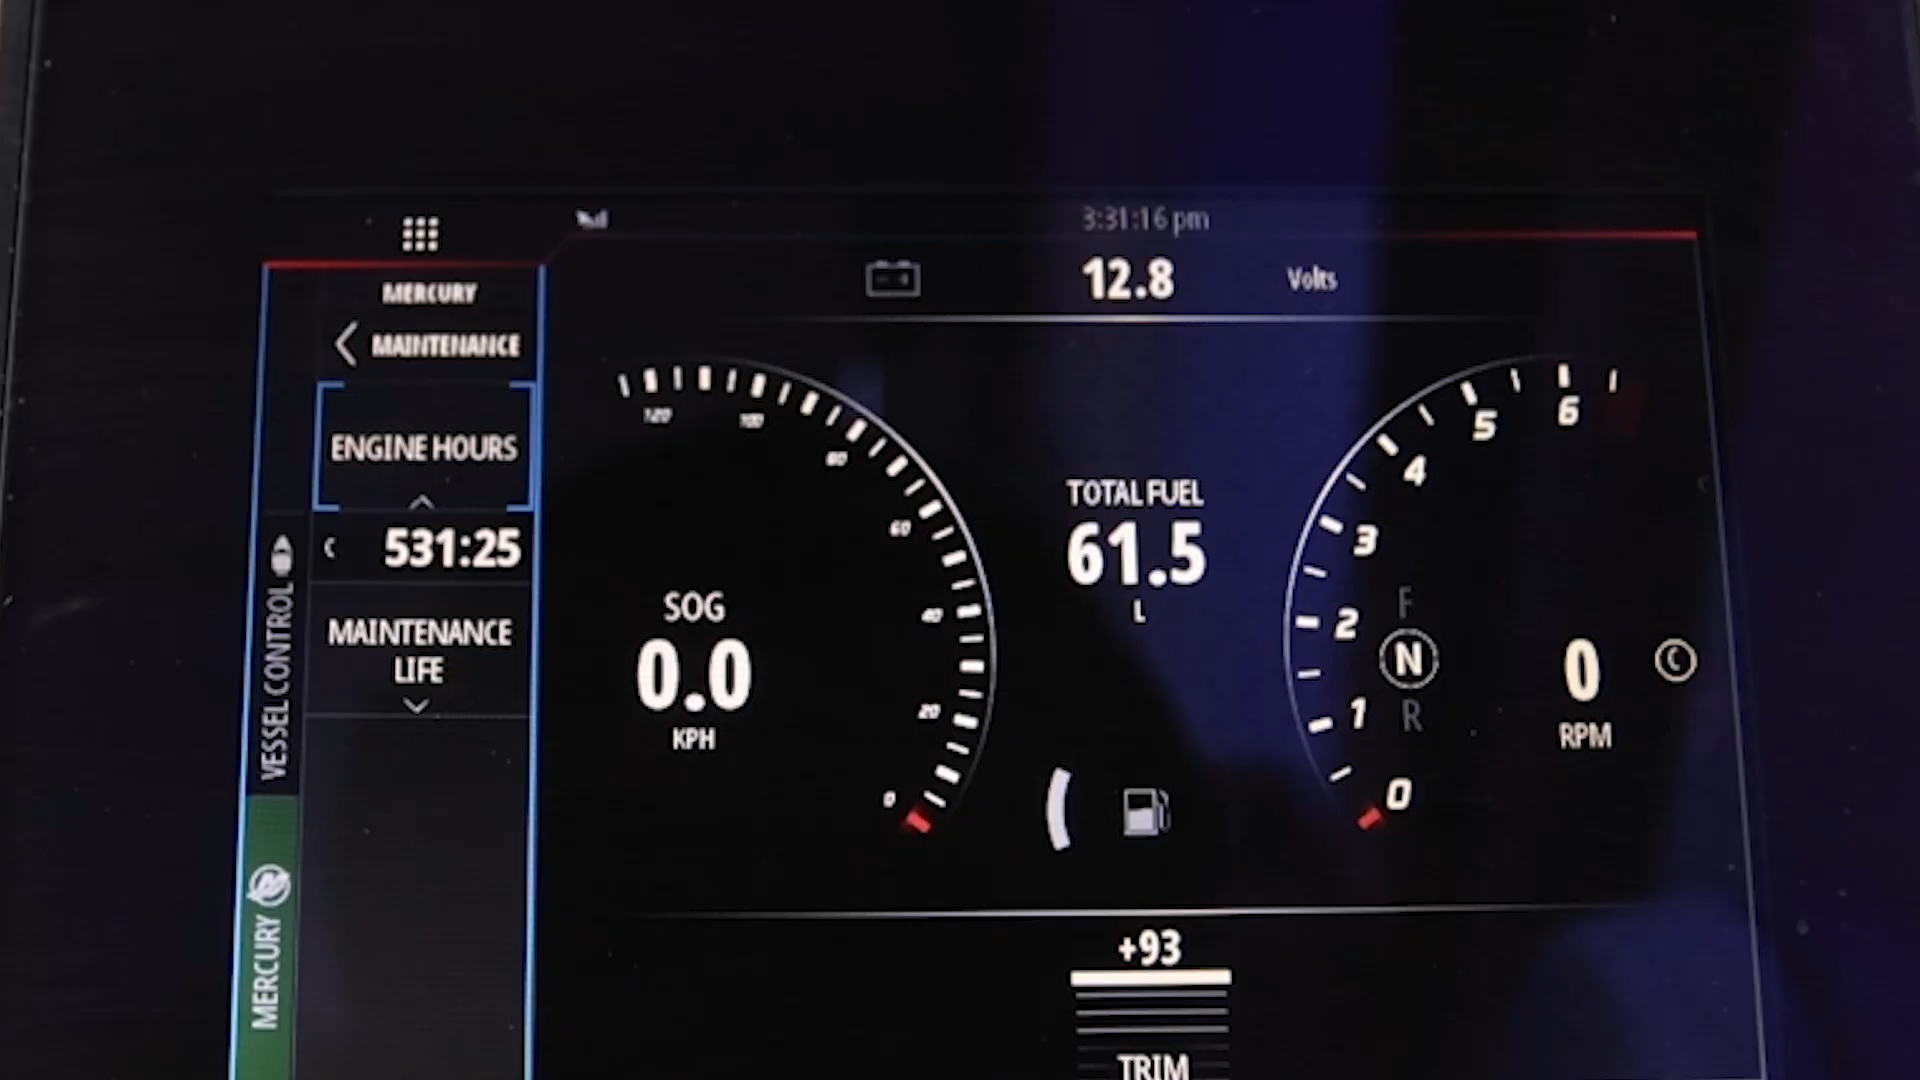 3:31:16 pm
12.8
Volts
MERCURY
MAINTENANCE
ENGINE HOURS
C 531:25
MAINTENANCE
LIFE
VESSEL CONTROL
MERCURY
120
100
80
60
40
20
0
SOG
0.0
KPH
TOTAL FUEL
61.5
L
6
5
4
3
2
1
0
F
N
R
0
RPM
C
+93
TRIM